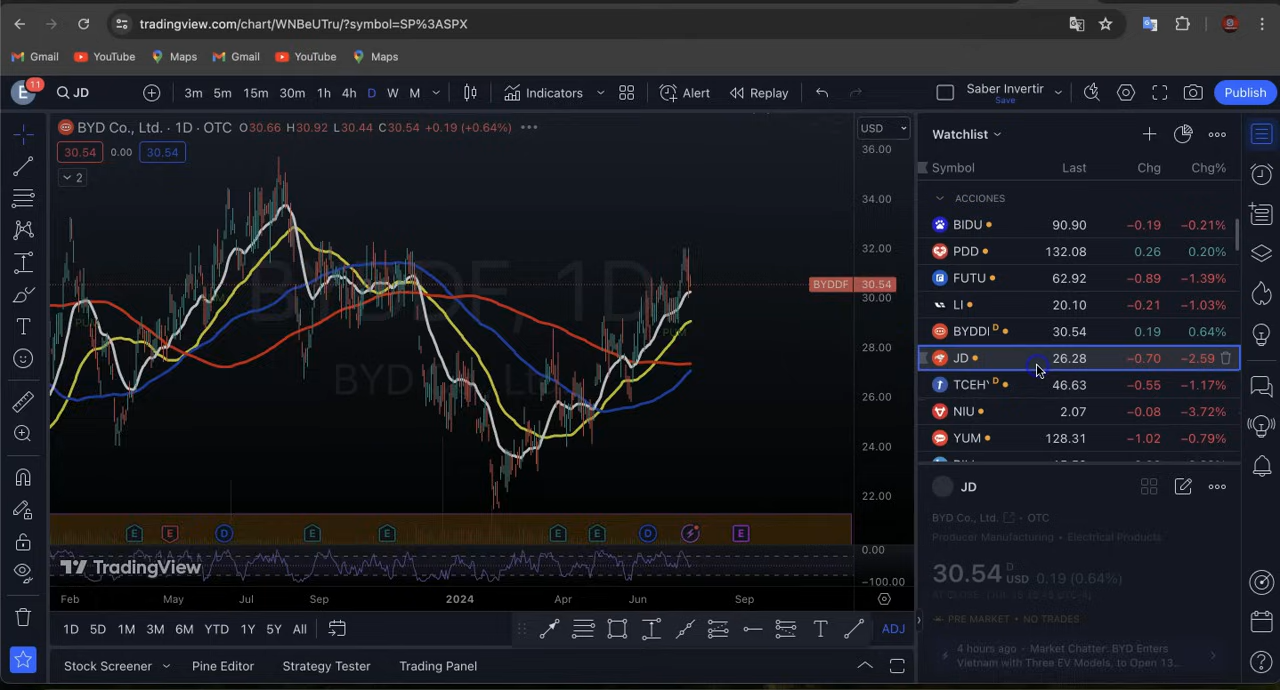 tradingview.com/chart/WNBeUTru/?symbol=SP%3ASPX
Gmail YouTube Maps Gmail YouTube Maps
E 11 JD 3m 5m 15m 30m 1h 4h D W M Indicators Alert Replay Saber Invertir Save Publish
BYD Co., Ltd. · 1D · OTC O30.66 H30.92 L30.44 C30.54 +0.19 (+0.64%)
30.54 0.00 30.54
2
USD
36.00
34.00
32.00
30.00
28.00
26.00
24.00
22.00
0.00
−100.00
BYDDF 30.54
BYDDF, 1D
BYD Co., Ltd.
E E D E E E E D E
TradingView
Feb May Jul Sep 2024 Apr Jun Sep
1D 5D 1M 3M 6M YTD 1Y 5Y All ADJ
Stock Screener Pine Editor Strategy Tester Trading Panel
Watchlist
Symbol Last Chg Chg%
ACCIONES
BIDU 90.90 −0.19 −0.21%
PDD 132.08 0.26 0.20%
FUTU 62.92 −0.89 −1.39%
LI 20.10 −0.21 −1.03%
BYDDI D 30.54 0.19 0.64%
JD 26.28 −0.70 −2.59
TCEH D 46.63 −0.55 −1.17%
NIU 2.07 −0.08 −3.72%
YUM 128.31 −1.02 −0.79%
JD
BYD Co., Ltd. · OTC
Producer Manufacturing • Electrical Products
30.54 D USD 0.19 (0.64%)
PRE MARKET • NO TRADES
4 hours ago · Market Chatter: BYD Enters
Vietnam with Three EV Models, to Open 13...